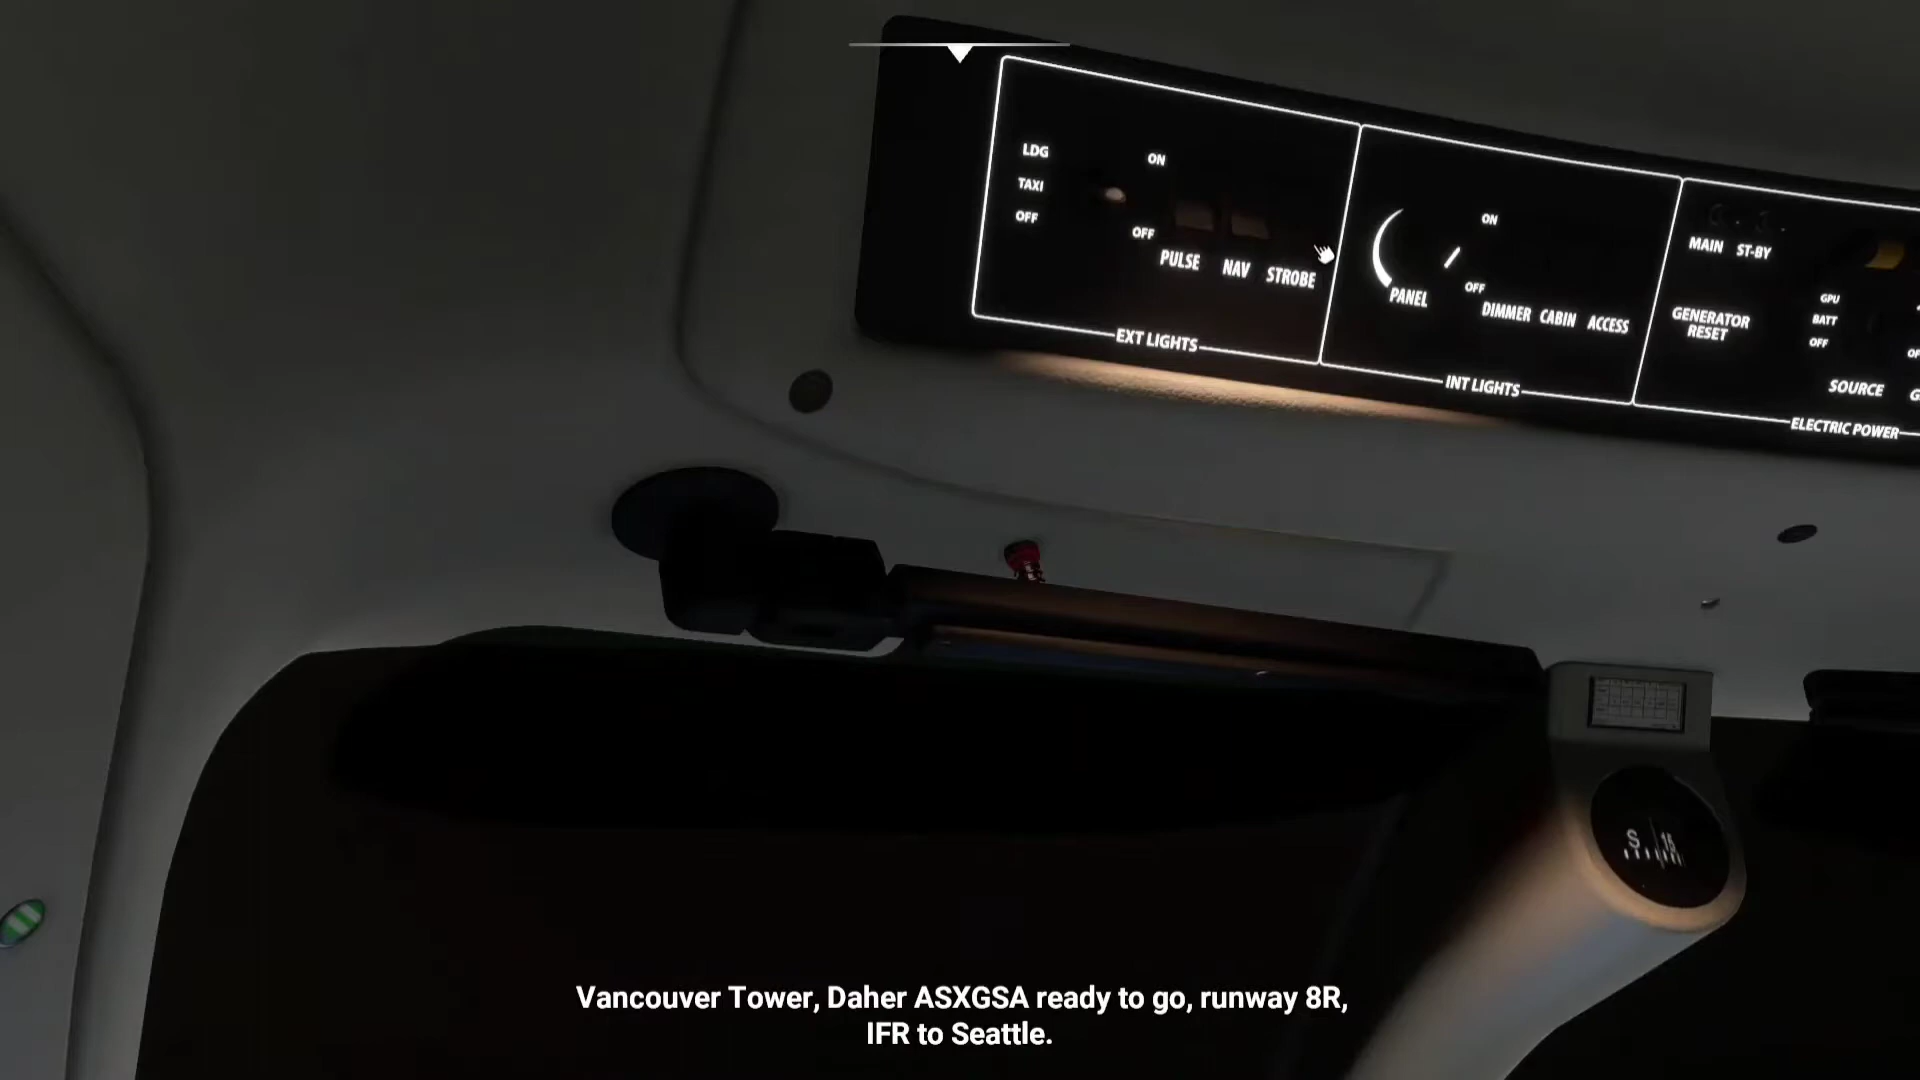 LDG
TAXI
OFF
ON
OFF
PULSE NAV STROBE
EXT LIGHTS
ON
OFF
PANEL
DIMMER CABIN ACCESS
INT LIGHTS
MAIN ST-BY
GENERATOR
RESET
GPU
BATT
OFF
SOURCE
ELECTRIC POWER
S 15
Vancouver Tower, Daher ASXGSA ready to go, runway 8R,
IFR to Seattle.